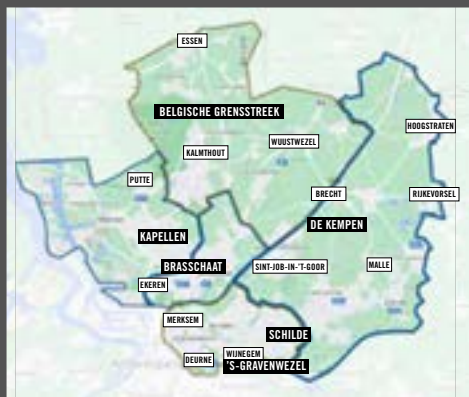 ESSEN
BELGISCHE GRENSSTREEK
HOOGSTRATEN
WUUSTWEZEL
KALMTHOUT
PUTTE
BRECHT
RIJKEVORSEL
DE KEMPEN
KAPELLEN
BRASSCHAAT
SINT-JOB-IN-'T-GOOR
MALLE
EKEREN
MERKSEM
SCHILDE
WIJNEGEM
DEURNE
'S-GRAVENWEZEL